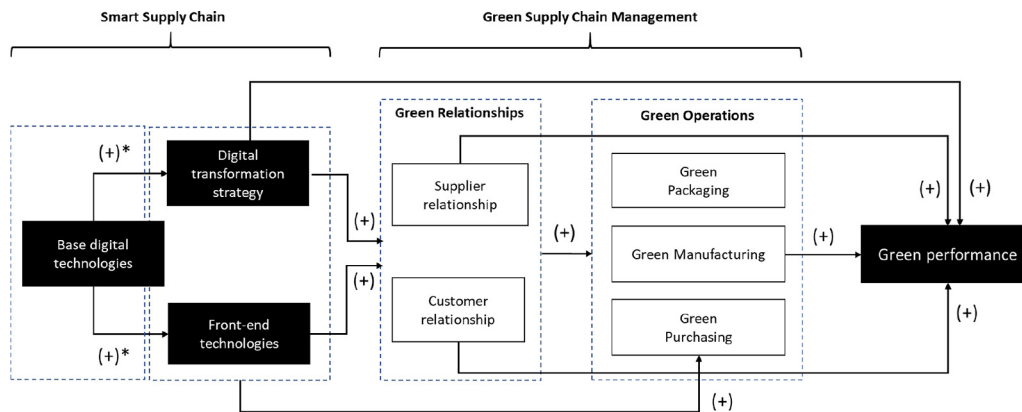 Smart Supply Chain
Green Supply Chain Management
Green Relationships
Green Operations
(+)*
Digital
transformation
strategy
Supplier
relationship
Green
Packaging
(+)
(+)
(+)
(+)
(+)
Base digital
technologies
Green Manufacturing
Green performance
(+)
Customer
relationship
(+)
Front-end
technologies
Green
Purchasing
(+)*
(+)